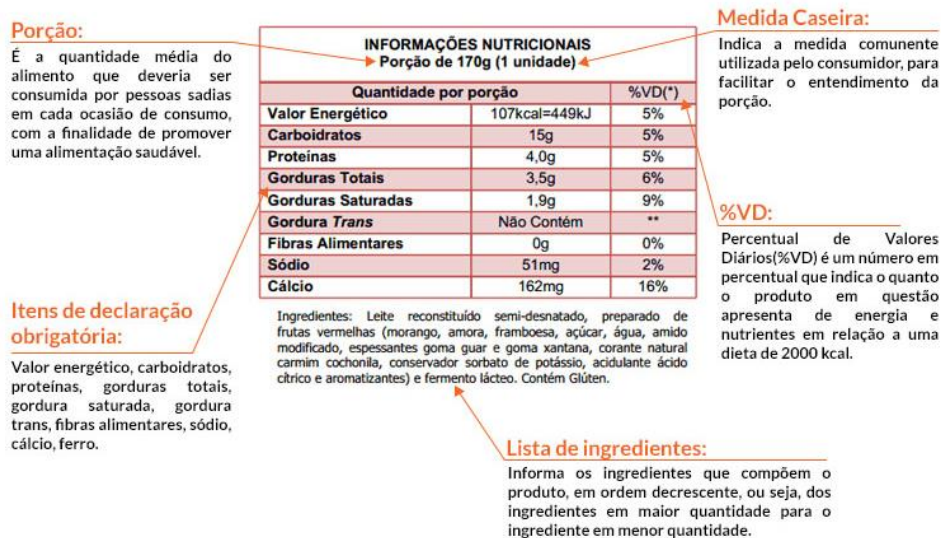 Porção:
É a quantidade média do
alimento que deveria ser
consumida por pessoas sadias
em cada ocasião de consumo,
com a finalidade de promover
uma alimentação saudável.
INFORMAÇÕES NUTRICIONAIS
Porção de 170g (1 unidade)
Quantidade por porção %VD(*)
Valor Energético 107kcal=449kJ 5%
Carboidratos 15g 5%
Proteínas 4,0g 5%
Gorduras Totais 3,5g 6%
Gorduras Saturadas 1,9g 9%
Gordura Trans Não Contém **
Fibras Alimentares 0g 0%
Sódio 51mg 2%
Cálcio 162mg 16%
Medida Caseira:
Indica a medida comunente
utilizada pelo consumidor, para
facilitar o entendimento da
porção.
%VD:
Percentual de Valores
Diários(%VD) é um número em
percentual que indica o quanto
o produto em questão
apresenta de energia e
nutrientes em relação a uma
dieta de 2000 kcal.
Itens de declaração
obrigatória:
Valor energético, carboidratos,
proteínas, gorduras totais,
gordura saturada, gordura
trans, fibras alimentares, sódio,
cálcio, ferro.
Ingredientes: Leite reconstituído semi-desnatado, preparado de
frutas vermelhas (morango, amora, framboesa, açúcar, água, amido
modificado, espessantes goma guar e goma xantana, corante natural
carmim cochonila, conservador sorbato de potássio, acidulante ácido
cítrico e aromatizantes) e fermento lácteo. Contém Glúten.
Lista de ingredientes:
Informa os ingredientes que compõem o
produto, em ordem decrescente, ou seja, dos
ingredientes em maior quantidade para o
ingrediente em menor quantidade.